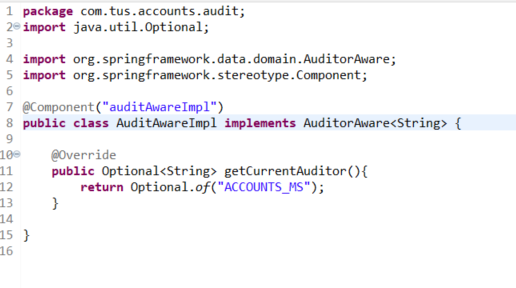 1 package com.tus.accounts.audit;
2 import java.util.Optional;
3
4 import org.springframework.data.domain.AuditorAware;
5 import org.springframework.stereotype.Component;
6
7 @Component("auditAwareImpl")
8 public class AuditAwareImpl implements AuditorAware<String> {
9
10 @Override
11 public Optional<String> getCurrentAuditor(){
12 return Optional.of("ACCOUNTS_MS");
13 }
14
15 }
16